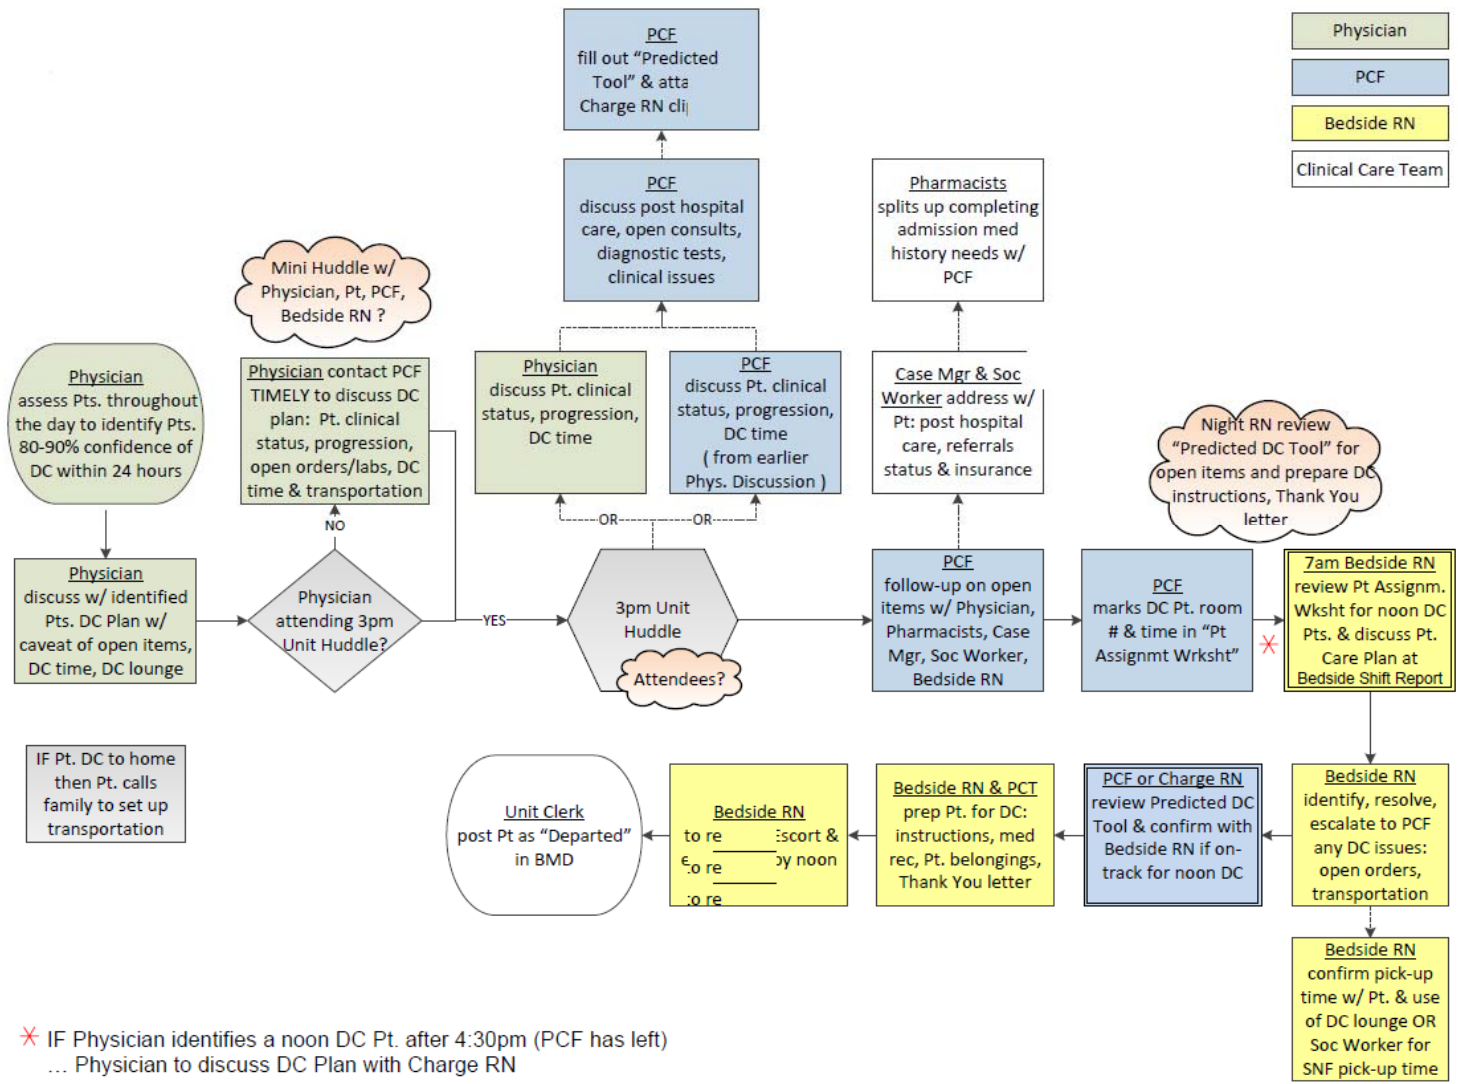 PCF
fill out “Predicted
Tool” & atta
Charge RN cli
Physician
PCF
Bedside RN
Clinical Care Team
PCF
discuss post hospital
care, open consults,
diagnostic tests,
clinical issues
Pharmacists
splits up completing
admission med
history needs w/
PCF
Mini Huddle w/
Physician, Pt, PCF,
Bedside RN ?
Physician
assess Pts. throughout
the day to identify Pts.
80-90% confidence of
DC within 24 hours
Physician contact PCF
TIMELY to discuss DC
plan: Pt. clinical
status, progression,
open orders/labs, DC
time & transportation
NO
Physician
discuss Pt. clinical
status, progression,
DC time
PCF
discuss Pt. clinical
status, progression,
DC time
( from earlier
Phys. Discussion )
OR
OR
Case Mgr & Soc
Worker address w/
Pt: post hospital
care, referrals
status & insurance
Night RN review
“Predicted DC Tool” for
open items and prepare DC
instructions, Thank You
letter
Physician
discuss w/ identified
Pts. DC Plan w/
caveat of open items,
DC time, DC lounge
Physician
attending 3pm
Unit Huddle?
YES
3pm Unit
Huddle
Attendees?
PCF
follow-up on open
items w/ Physician,
Pharmacists, Case
Mgr, Soc Worker,
Bedside RN
PCF
marks DC Pt. room
# & time in “Pt
Assignmt Wrksht”
7am Bedside RN
review Pt Assignm.
Wksht for noon DC
Pts. & discuss Pt.
Care Plan at
Bedside Shift Report
IF Pt. DC to home
then Pt. calls
family to set up
transportation
Unit Clerk
post Pt as “Departed”
in BMD
Bedside RN
to re Escort &
by noon
to re
to re
Bedside RN & PCT
prep Pt. for DC:
instructions, med
rec, Pt. belongings,
Thank You letter
PCF or Charge RN
review Predicted DC
Tool & confirm with
Bedside RN if on-
track for noon DC
Bedside RN
identify, resolve,
escalate to PCF
any DC issues:
open orders,
transportation
Bedside RN
confirm pick-up
time w/ Pt. & use
of DC lounge OR
Soc Worker for
SNF pick-up time
IF Physician identifies a noon DC Pt. after 4:30pm (PCF has left)
... Physician to discuss DC Plan with Charge RN